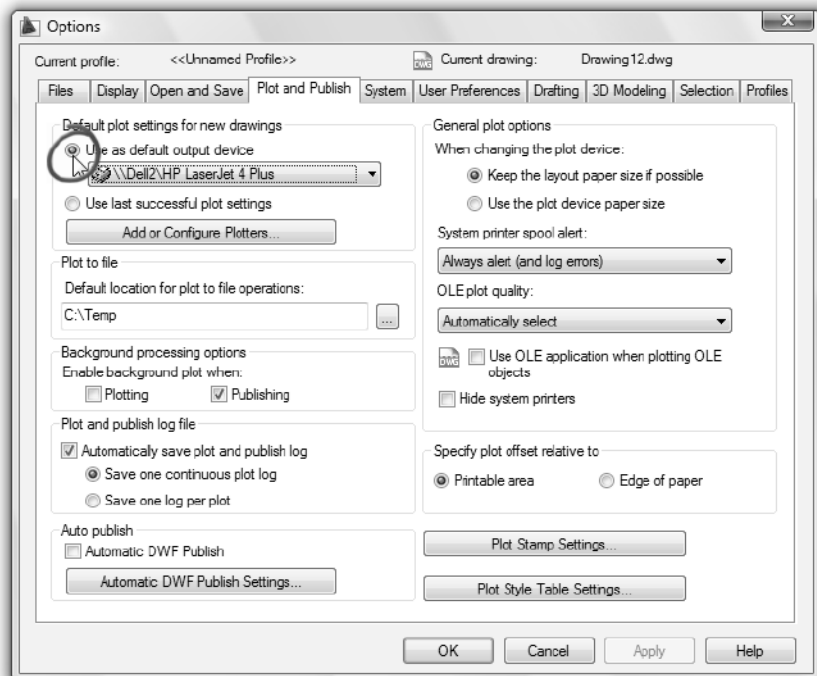 Options
X
Current profile: <<Unnamed Profile>> DWG Current drawing: Drawing12.dwg
Files Display Open and Save Plot and Publish System User Preferences Drafting 3D Modeling Selection Profiles
Default plot settings for new drawings
Use as default output device
\\Dell2\HP LaserJet 4 Plus
Use last successful plot settings
Add or Configure Plotters...
Plot to file
Default location for plot to file operations:
C:\Temp
...
Background processing options
Enable background plot when:
Plotting Publishing
Plot and publish log file
Automatically save plot and publish log
Save one continuous plot log
Save one log per plot
Auto publish
Automatic DWF Publish
Automatic DWF Publish Settings...
General plot options
When changing the plot device:
Keep the layout paper size if possible
Use the plot device paper size
System printer spool alert:
Always alert (and log errors)
OLE plot quality:
Automatically select
DWG Use OLE application when plotting OLE
objects
Hide system printers
Specify plot offset relative to
Printable area Edge of paper
Plot Stamp Settings...
Plot Style Table Settings...
OK Cancel Apply Help